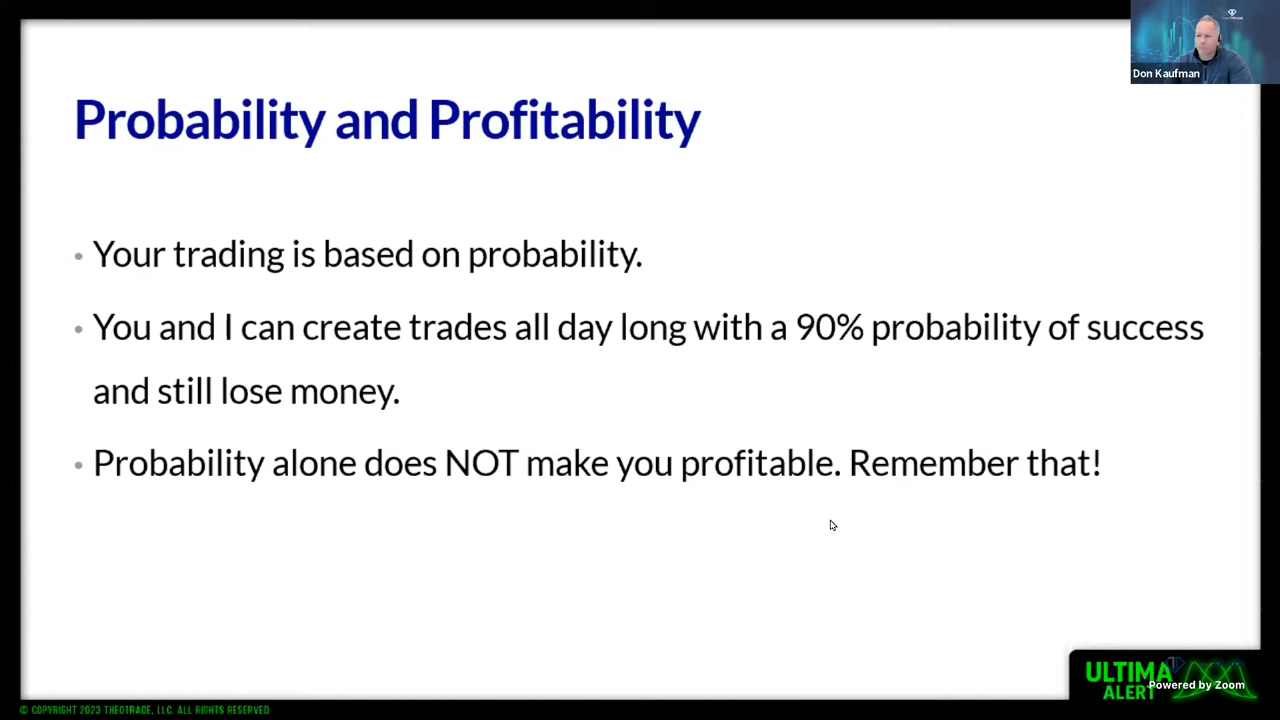 Don Kaufman
Probability and Profitability
• Your trading is based on probability.
• You and I can create trades all day long with a 90% probability of success
and still lose money.
• Probability alone does NOT make you profitable. Remember that!
ULTIMA
ALERT
Powered by Zoom
© COPYRIGHT 2023 THEOTRADE, LLC. ALL RIGHTS RESERVED